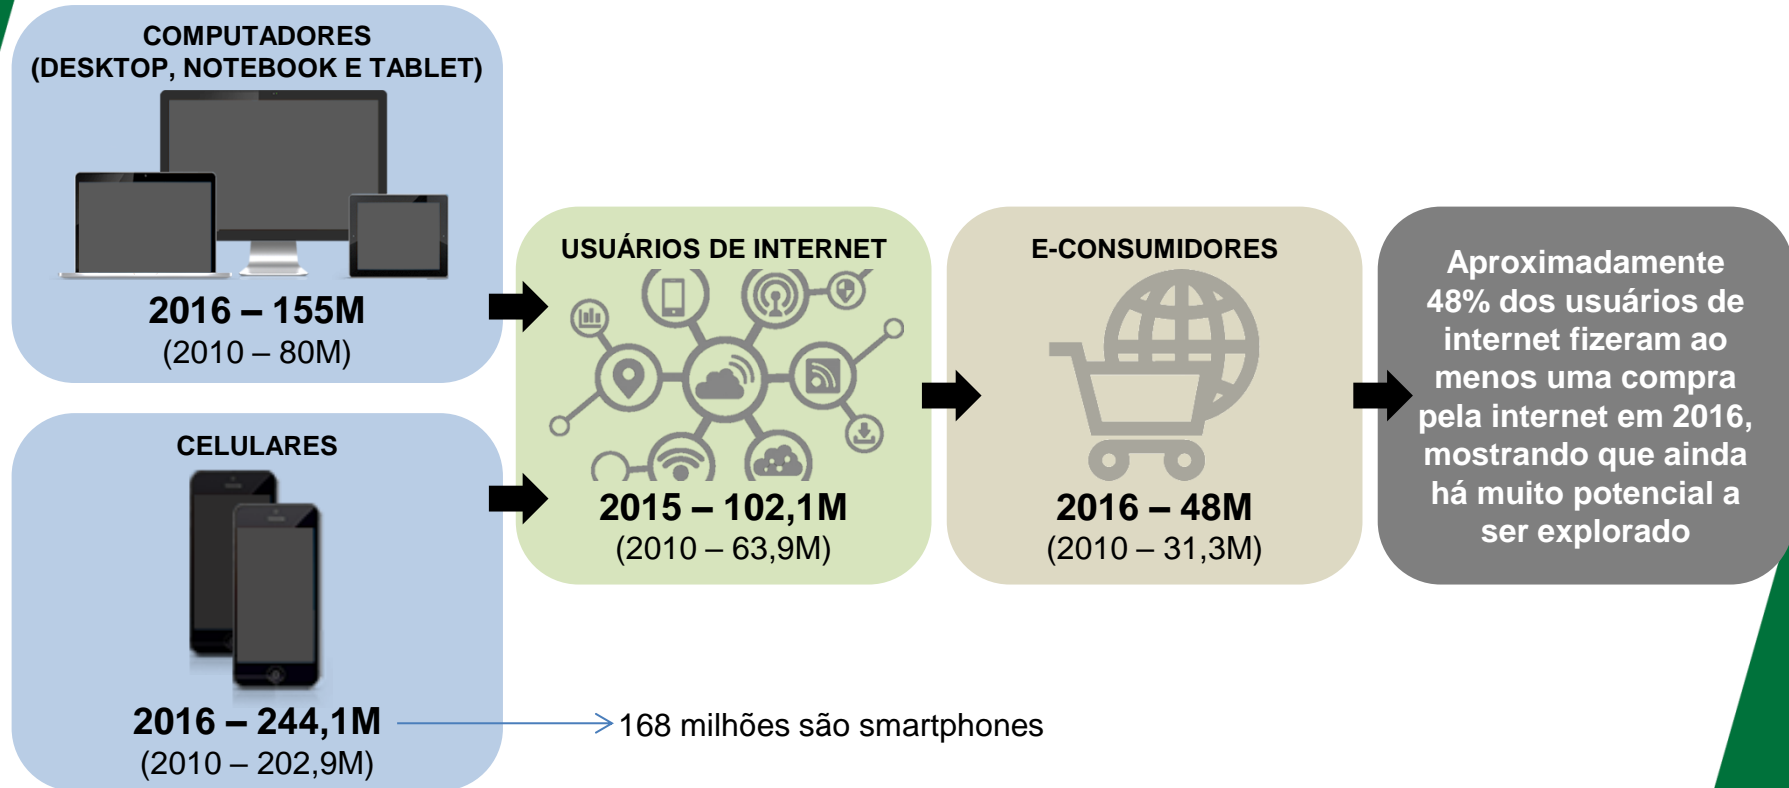 COMPUTADORES
(DESKTOP, NOTEBOOK E TABLET)
2016 – 155M
(2010 – 80M)
CELULARES
2016 – 244,1M
(2010 – 202,9M)
168 milhões são smartphones
USUÁRIOS DE INTERNET
2015 – 102,1M
(2010 – 63,9M)
E-CONSUMIDORES
2016 – 48M
(2010 – 31,3M)
Aproximadamente
48% dos usuários de
internet fizeram ao
menos uma compra
pela internet em 2016,
mostrando que ainda
há muito potencial a
ser explorado